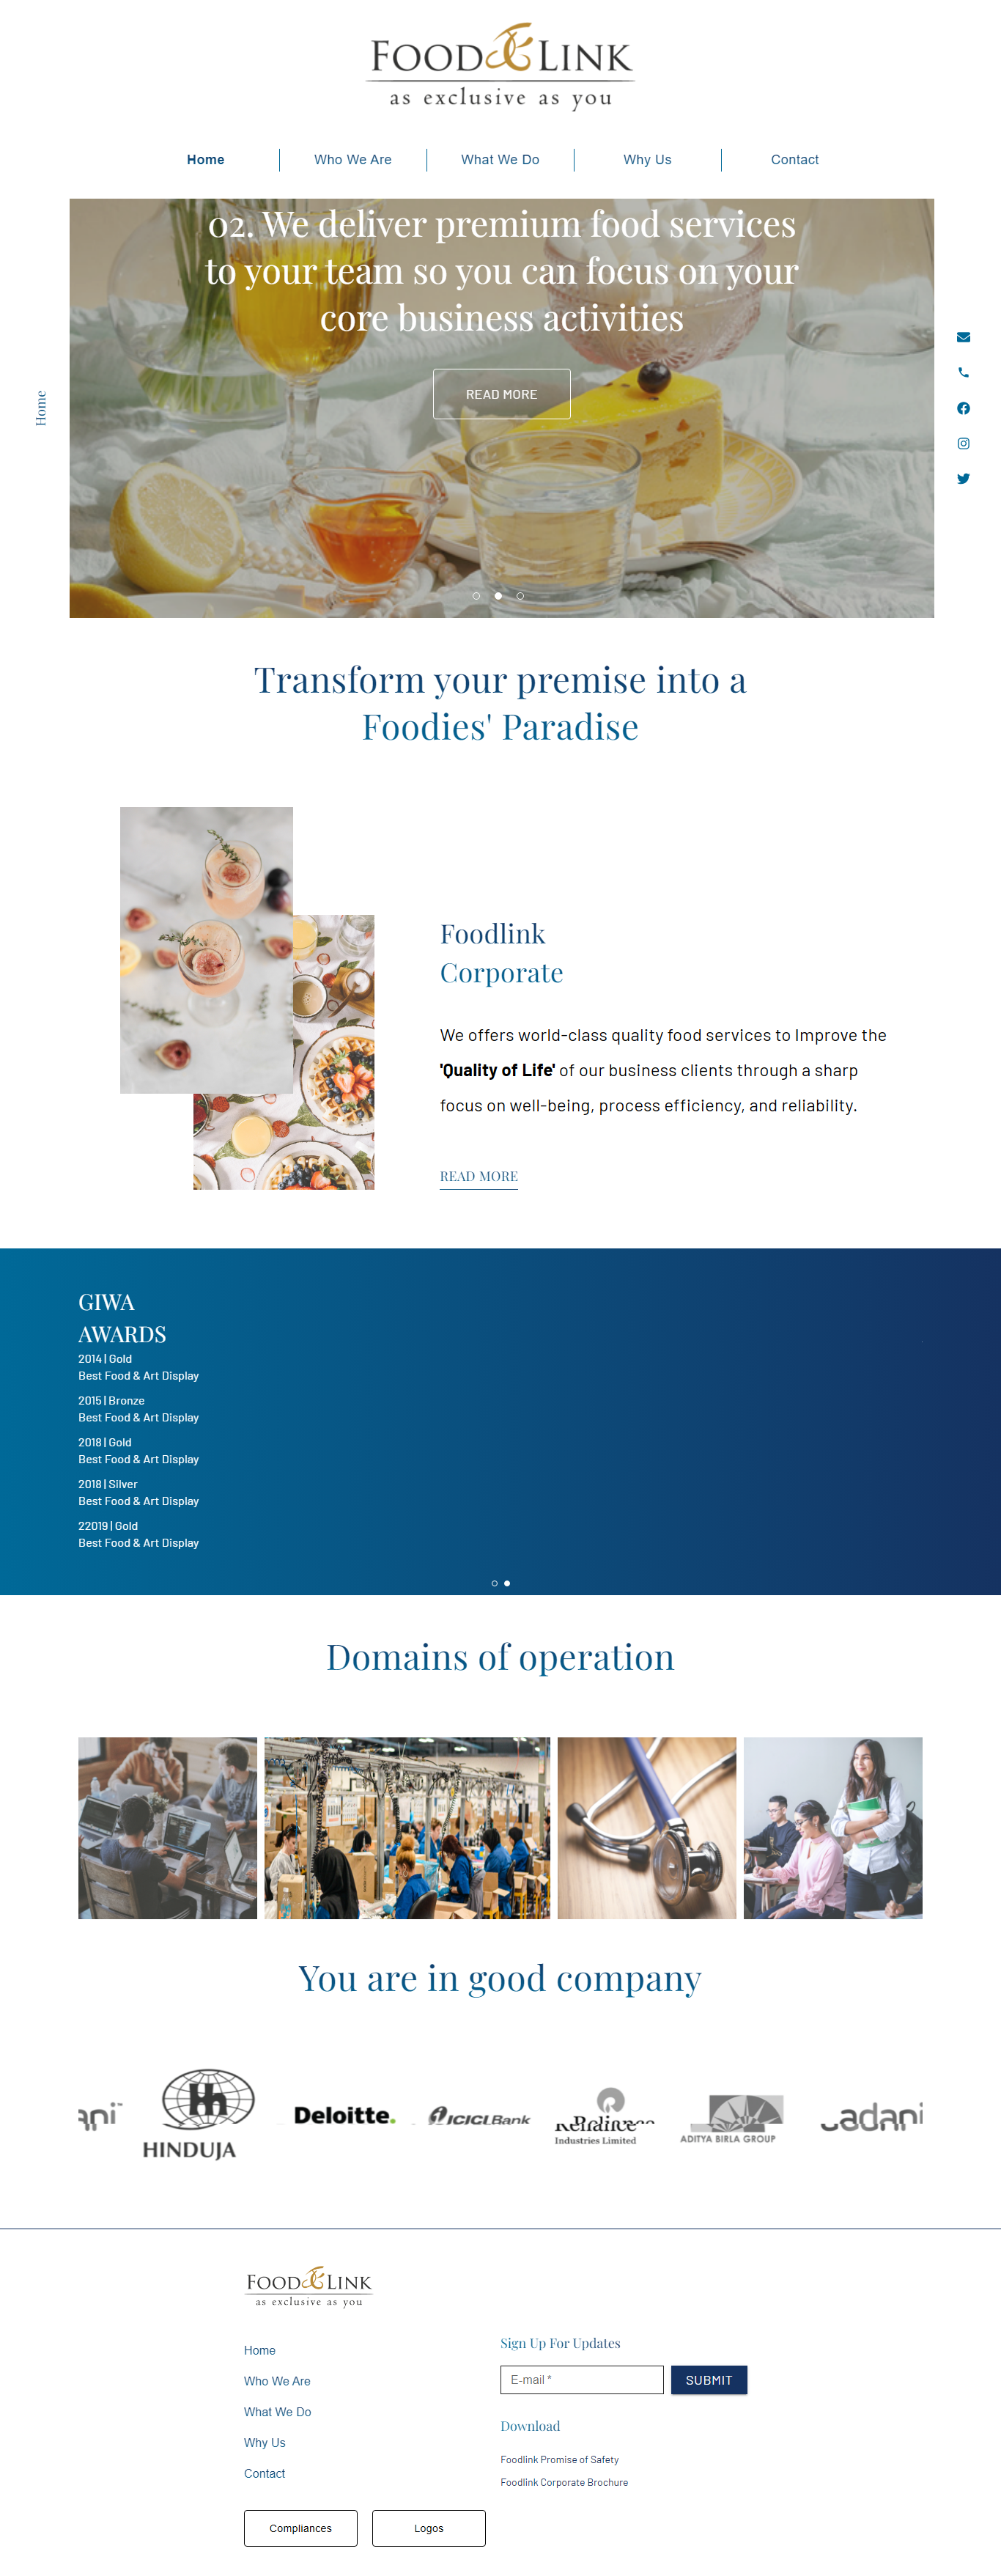 FOOD & LINK
as exclusive as you
Home
Who We Are
What We Do
Why Us
Contact
02. We deliver premium food services
to your team so you can focus on your
core business activities
READ MORE
Home
Transform your premise into a
Foodies' Paradise
Foodlink
Corporate
We offers world-class quality food services to Improve the
'Quality of Life' of our business clients through a sharp
focus on well-being, process efficiency, and reliability.
READ MORE
GIWA
AWARDS
2014 | Gold
Best Food & Art Display
2015 | Bronze
Best Food & Art Display
2018 | Gold
Best Food & Art Display
2018 | Silver
Best Food & Art Display
22019 | Gold
Best Food & Art Display
Domains of operation
You are in good company
ani™
HINDUJA
Deloitte.
ICICI Bank
Reliance
Industries Limited
ADITYA BIRLA GROUP
adani
FOOD & LINK
as exclusive as you
Home
Who We Are
What We Do
Why Us
Contact
Sign Up For Updates
E-mail *
SUBMIT
Download
Foodlink Promise of Safety
Foodlink Corporate Brochure
Compliances
Logos